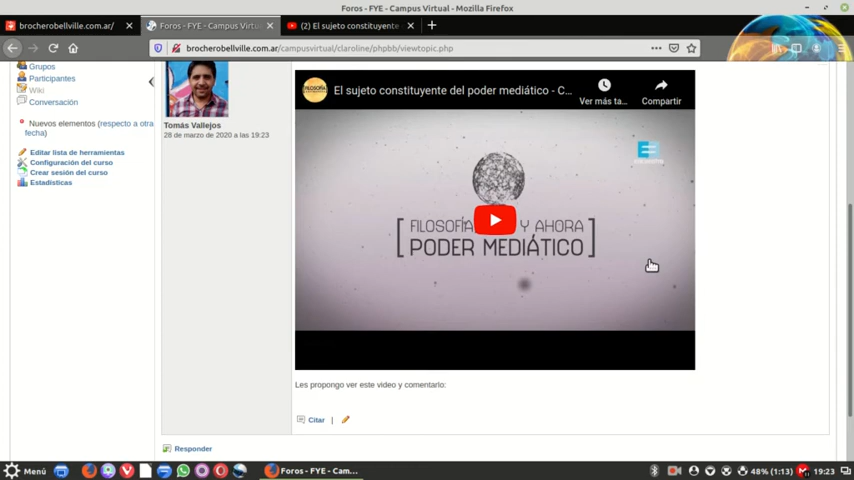 Foros - FYE - Campus Virtual - Mozilla Firefox
brocherobellville.com.ar/
Foros - FYE - Campus Virtu
(2) El sujeto constituyente
brocherobellville.com.ar/campusvirtual/claroline/phpbb/viewtopic.php
Grupos
Participantes
Wiki
Conversación
Nuevos elementos (respecto a otra
fecha)
Editar lista de herramientas
Configuración del curso
Crear sesión del curso
Estadísticas
Tomás Vallejos
28 de marzo de 2020 a las 19:23
El sujeto constituyente del poder mediático - C...
Ver más ta...
Compartir
FILOSOFÍA Y AHORA
PODER MEDIÁTICO
Les propongo ver este video y comentarlo:
Citar |
Responder
Menú
Foros - FYE - Cam...
48% (1:13)
19:23